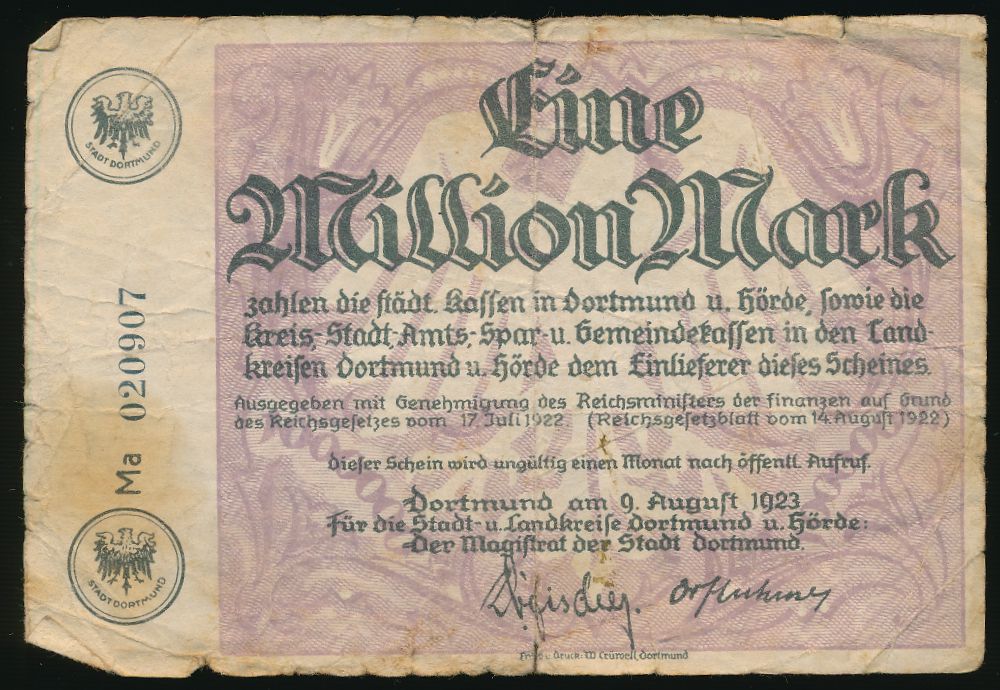 STADT DORTMUND
Ma 020907
STADT DORTMUND
Eine
Million Mark
zahlen die städt. Kassen in Dortmund u. Hörde, sowie die
Kreis-, Stadt-, Amts-, Spar- u. Gemeindekassen in den Land-
kreisen Dortmund u. Hörde dem Einlieferer dieses Scheines.
Ausgegeben mit Genehmigung des Reichsministers der Finanzen auf Grund
des Reichsgesetzes vom 17. Juli 1922. (Reichsgesetzblatt vom 14. August 1922)
Dieser Schein wird ungültig einen Monat nach öffentl. Aufruf.
Dortmund am 9. August 1923
Für die Stadt- u. Landkreise Dortmund u. Hörde:
Der Magistrat der Stadt Dortmund.
Druck: W. Crüwell, Dortmund